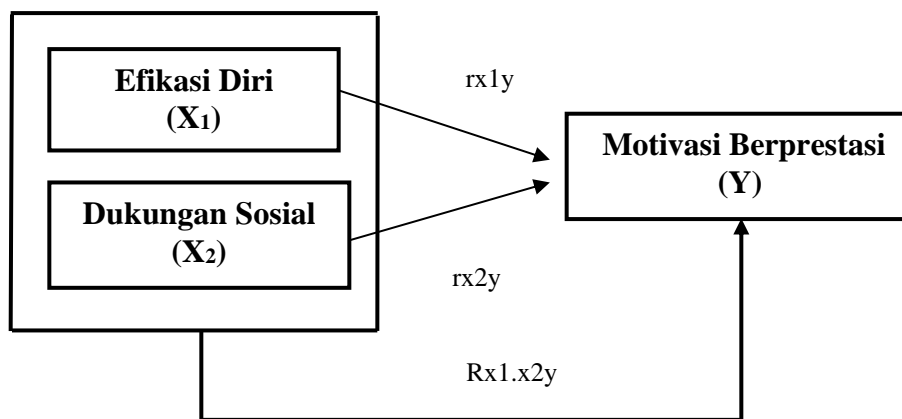 Efikasi Diri
(X₁)
rx1y
Motivasi Berprestasi
(Y)
Dukungan Sosial
(X₂)
rx2y
Rx1.x2y